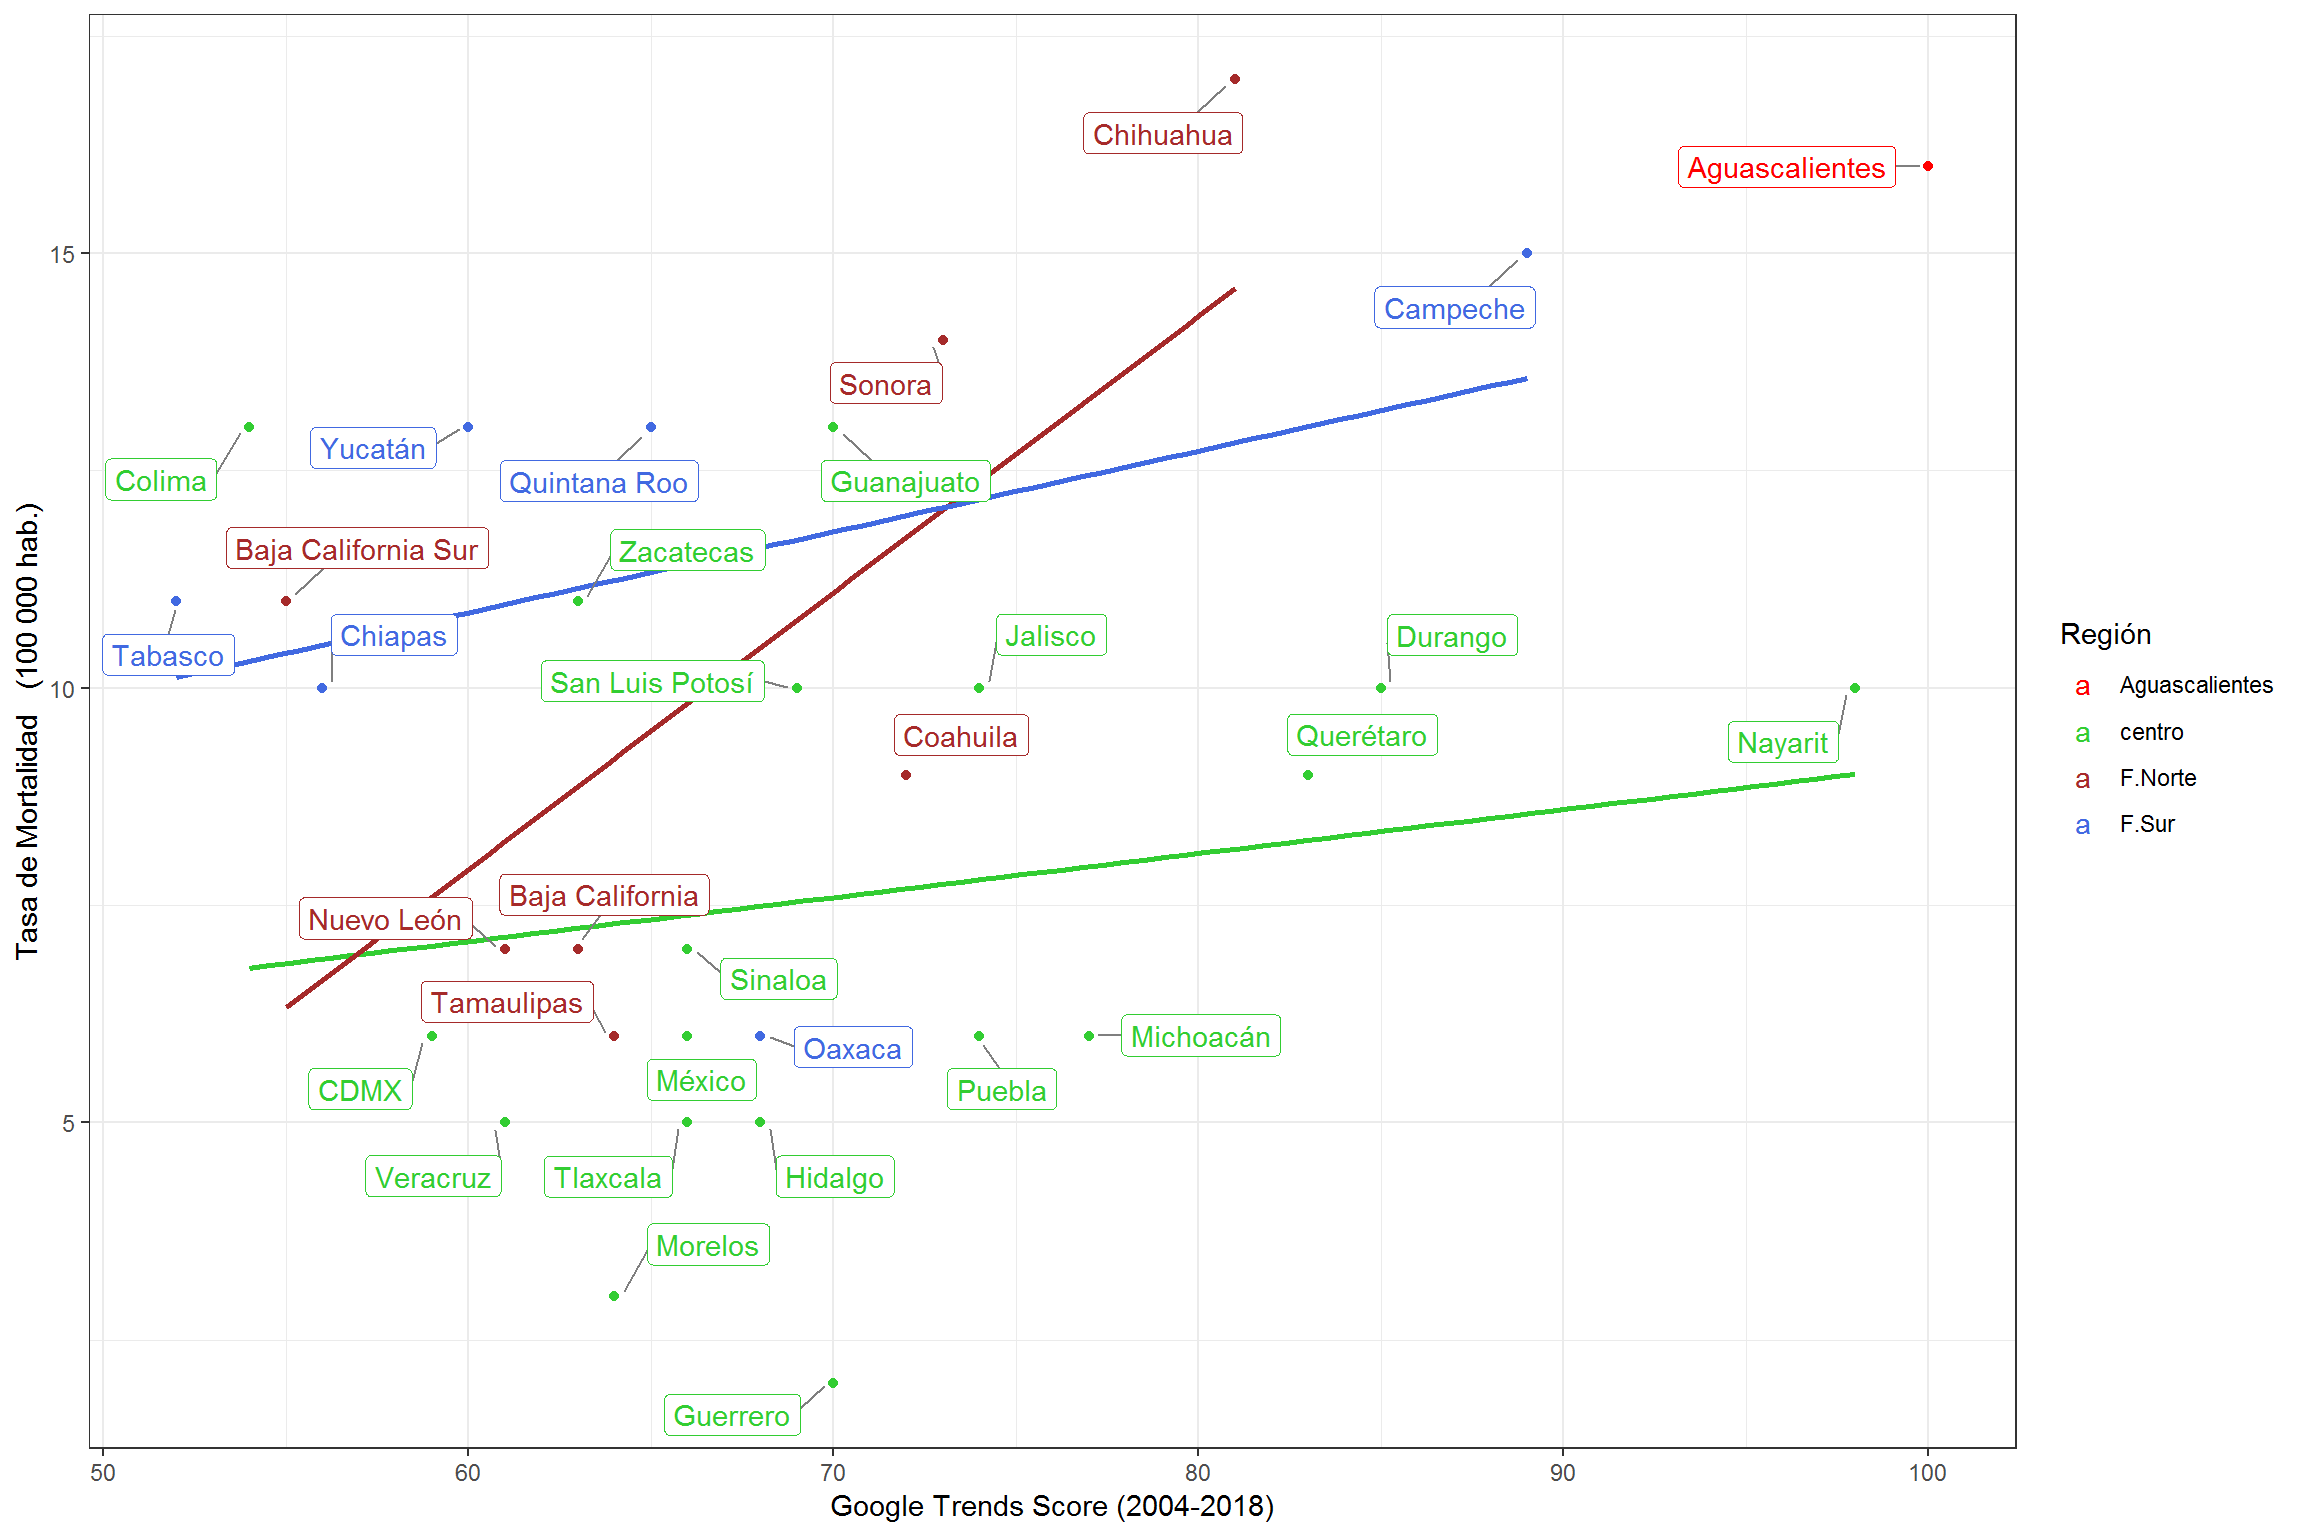 Chihuahua
Aguascalientes
15
Campeche
Sonora
Yucatán
Colima
Quintana Roo
Guanajuato
Baja California Sur
Zacatecas
Chiapas
Tabasco
Jalisco
Durango
10
San Luis Potosí
Coahuila
Querétaro
Nayarit
Baja California
Nuevo León
Sinaloa
Tamaulipas
Michoacán
Oaxaca
México
CDMX
Puebla
5
Veracruz
Tlaxcala
Hidalgo
Morelos
Guerrero
50 60 70 80 90 100
Google Trends Score (2004-2018)
Tasa de Mortalidad (100 000 hab.)
Región
a Aguascalientes
a centro
a F.Norte
a F.Sur